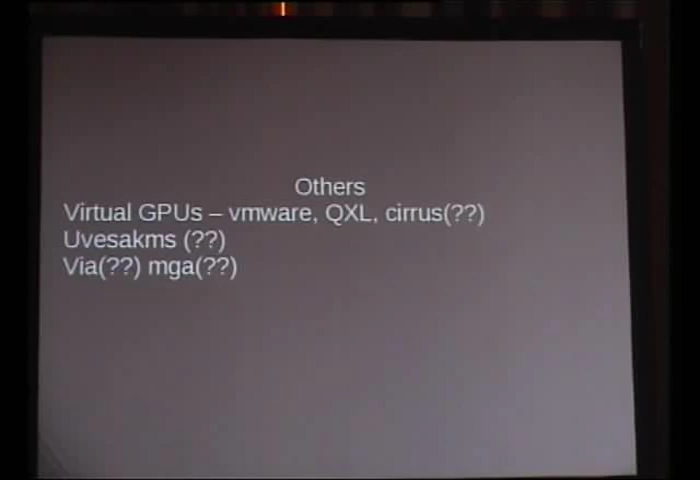 Others
Virtual GPUs – vmware, QXL, cirrus(??)
Uvesakms (??)
Via(??) mga(??)